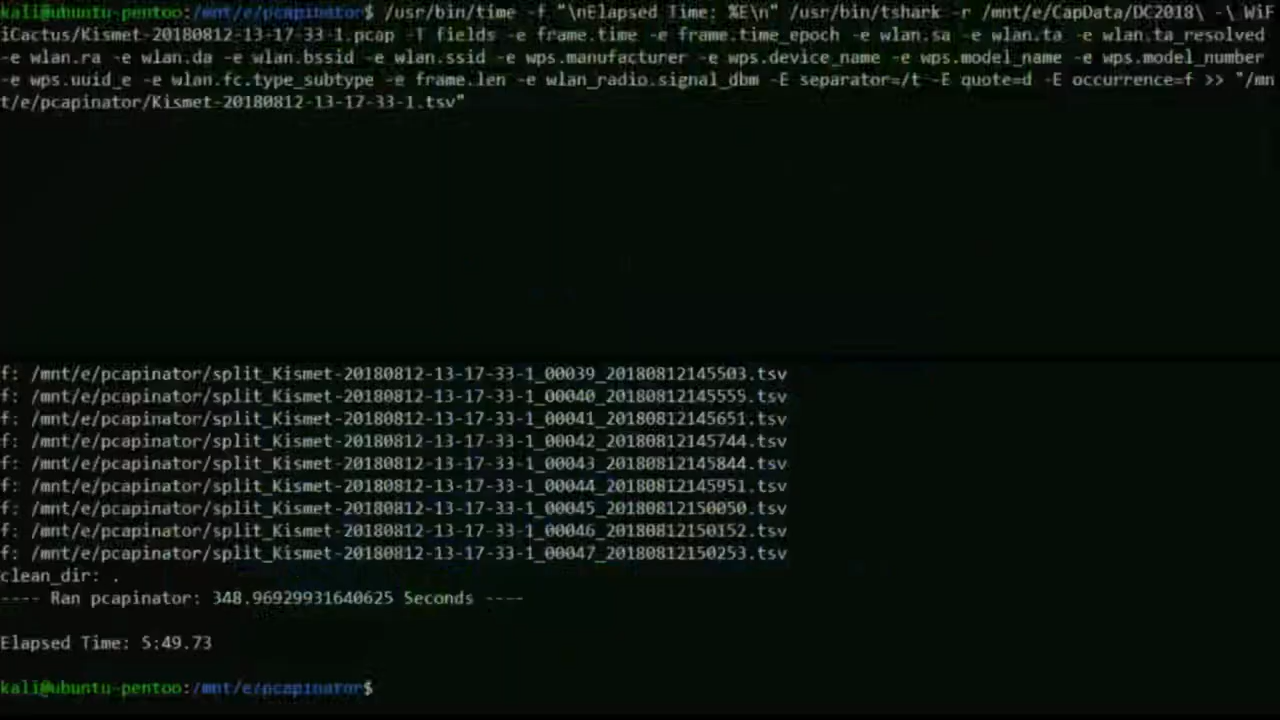 kali@ubuntu-pentoo:/mnt/e/pcapinator$ /usr/bin/time -f "\nElapsed Time: %E\n" /usr/bin/tshark -r /mnt/e/CapData/DC2018\ -\ WiF
iCactus/Kismet-20180812-13-17-33-1.pcap -T fields -e frame.time -e frame.time_epoch -e wlan.sa -e wlan.ta -e wlan.ta_resolved
-e wlan.ra -e wlan.da -e wlan.bssid -e wlan.ssid -e wps.manufacturer -e wps.device_name -e wps.model_name -e wps.model_number
-e wps.uuid_e -e wlan.fc.type_subtype -e frame.len -e wlan_radio.signal_dbm -E separator=/t -E quote=d -E occurrence=f >> "/mn
t/e/pcapinator/Kismet-20180812-13-17-33-1.tsv"
f: /mnt/e/pcapinator/split_Kismet-20180812-13-17-33-1_00039_20180812145503.tsv
f: /mnt/e/pcapinator/split_Kismet-20180812-13-17-33-1_00040_20180812145555.tsv
f: /mnt/e/pcapinator/split_Kismet-20180812-13-17-33-1_00041_20180812145651.tsv
f: /mnt/e/pcapinator/split_Kismet-20180812-13-17-33-1_00042_20180812145744.tsv
f: /mnt/e/pcapinator/split_Kismet-20180812-13-17-33-1_00043_20180812145844.tsv
f: /mnt/e/pcapinator/split_Kismet-20180812-13-17-33-1_00044_20180812145951.tsv
f: /mnt/e/pcapinator/split_Kismet-20180812-13-17-33-1_00045_20180812150050.tsv
f: /mnt/e/pcapinator/split_Kismet-20180812-13-17-33-1_00046_20180812150152.tsv
f: /mnt/e/pcapinator/split_Kismet-20180812-13-17-33-1_00047_20180812150253.tsv
clean_dir: .
---- Ran pcapinator: 348.96929931640625 Seconds ----
Elapsed Time: 5:49.73
kali@ubuntu-pentoo:/mnt/e/pcapinator$